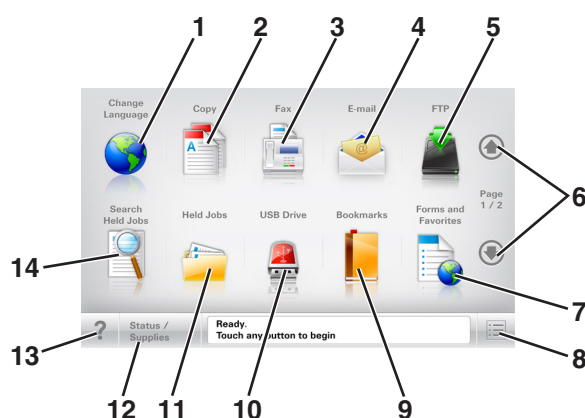 1 2 3 4 5
Change
Language
Copy
Fax
E-mail
FTP
A
@
6
Page
1 / 2
Search
Held Jobs
Held Jobs
USB Drive
Bookmarks
Forms and
Favorites
14
7
?
Status /
Supplies
Ready.
Touch any button to begin
13
8
12 11 10 9